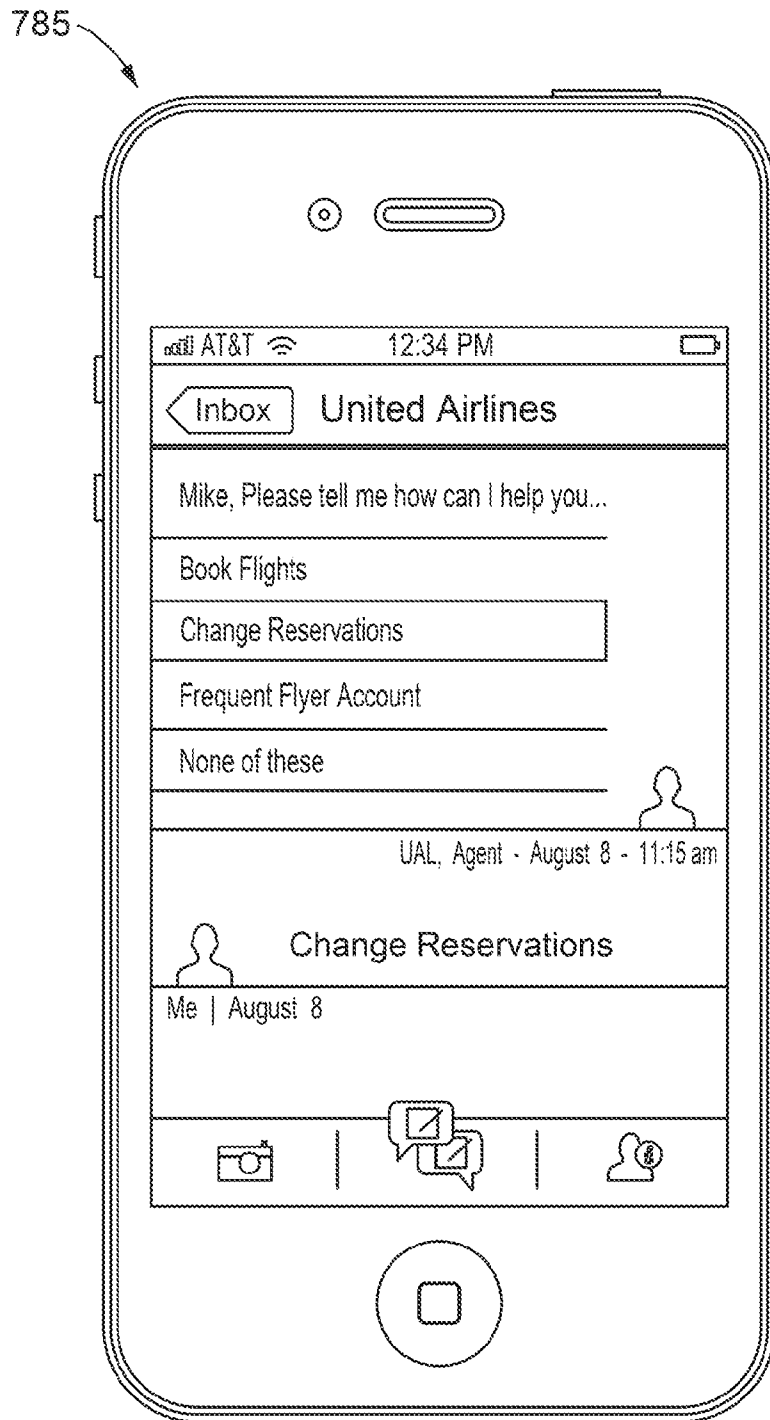 785
AT&T 12:34 PM
Inbox United Airlines
Mike, Please tell me how can I help you...
Book Flights
Change Reservations
Frequent Flyer Account
None of these
UAL, Agent - August 8 - 11:15 am
Change Reservations
Me | August 8